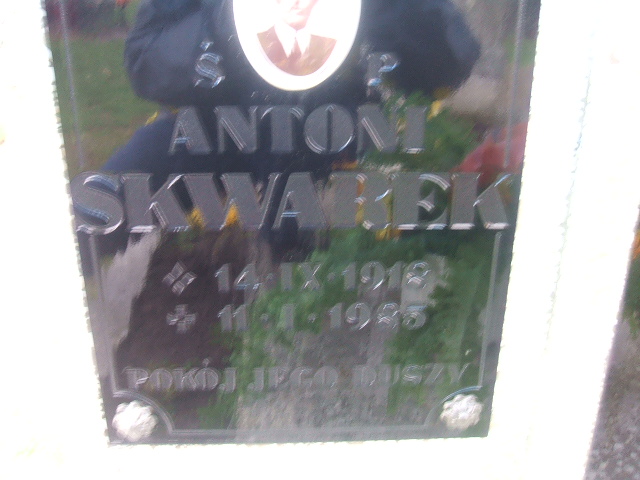 Ś P
ANTONI
SKWAREK
14·IX·1918
11·I·1985
POKÓJ JEGO DUSZY